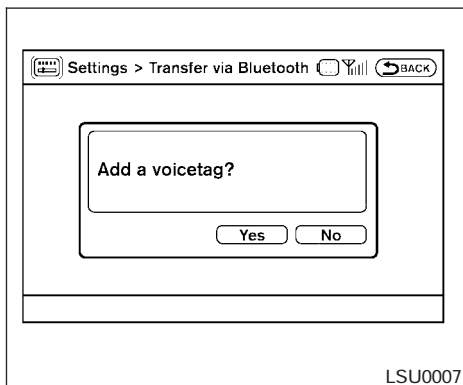 Settings > Transfer via Bluetooth BACK
Add a voicetag?
Yes No
LSU0007